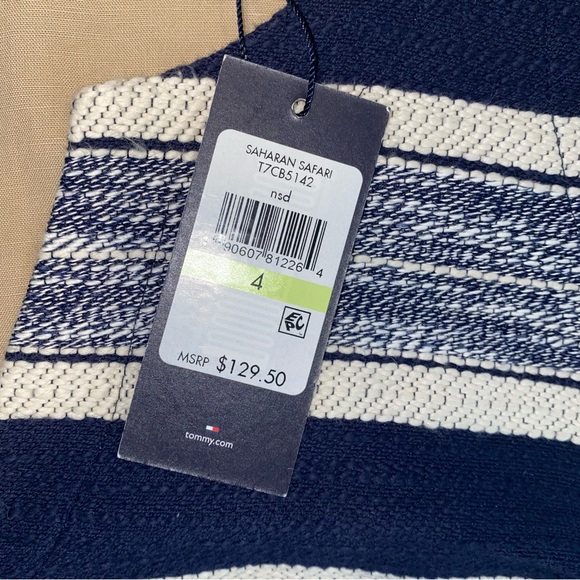 SAHARAN SAFARI
T7CB5142
nsd
90607 81226 4
4
MSRP $129.50
tommy.com